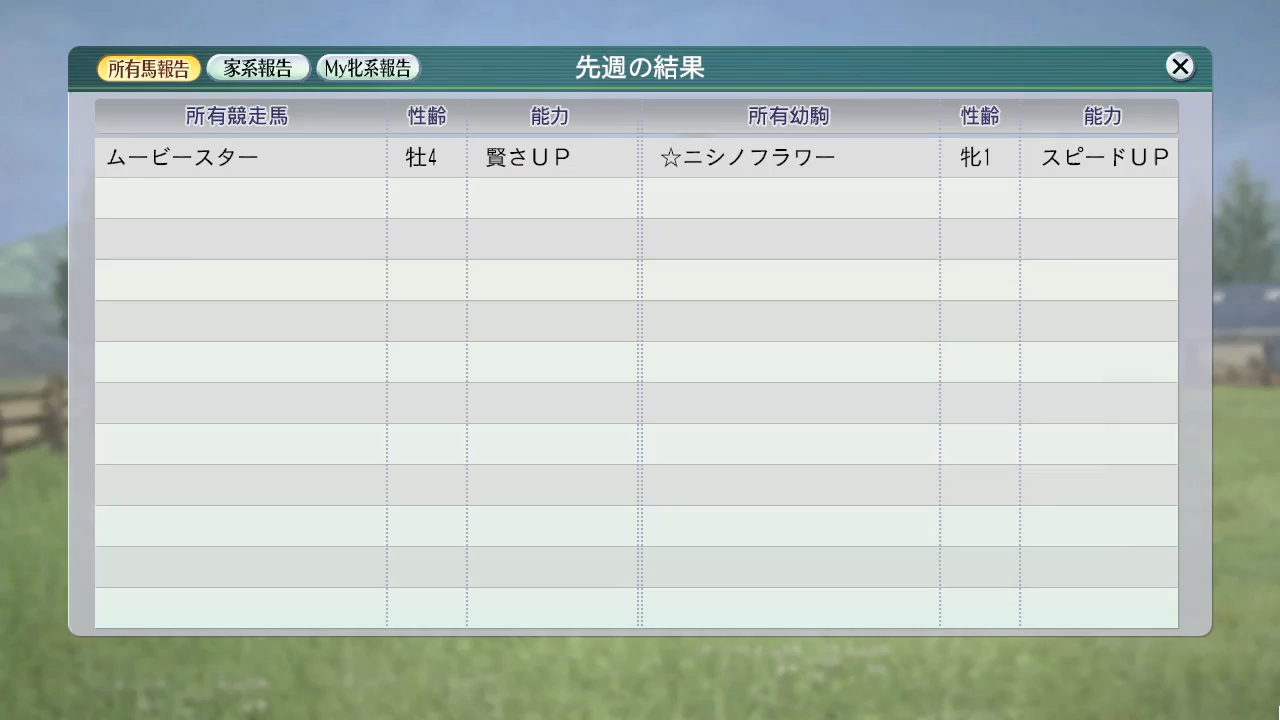 所有馬報告 家系報告 My牝系報告 先週の結果
所有競走馬 性齢 能力 所有幼駒 性齢 能力
ムービースター 牡4 賢さＵＰ ☆ニシノフラワー 牝1 スピードＵＰ